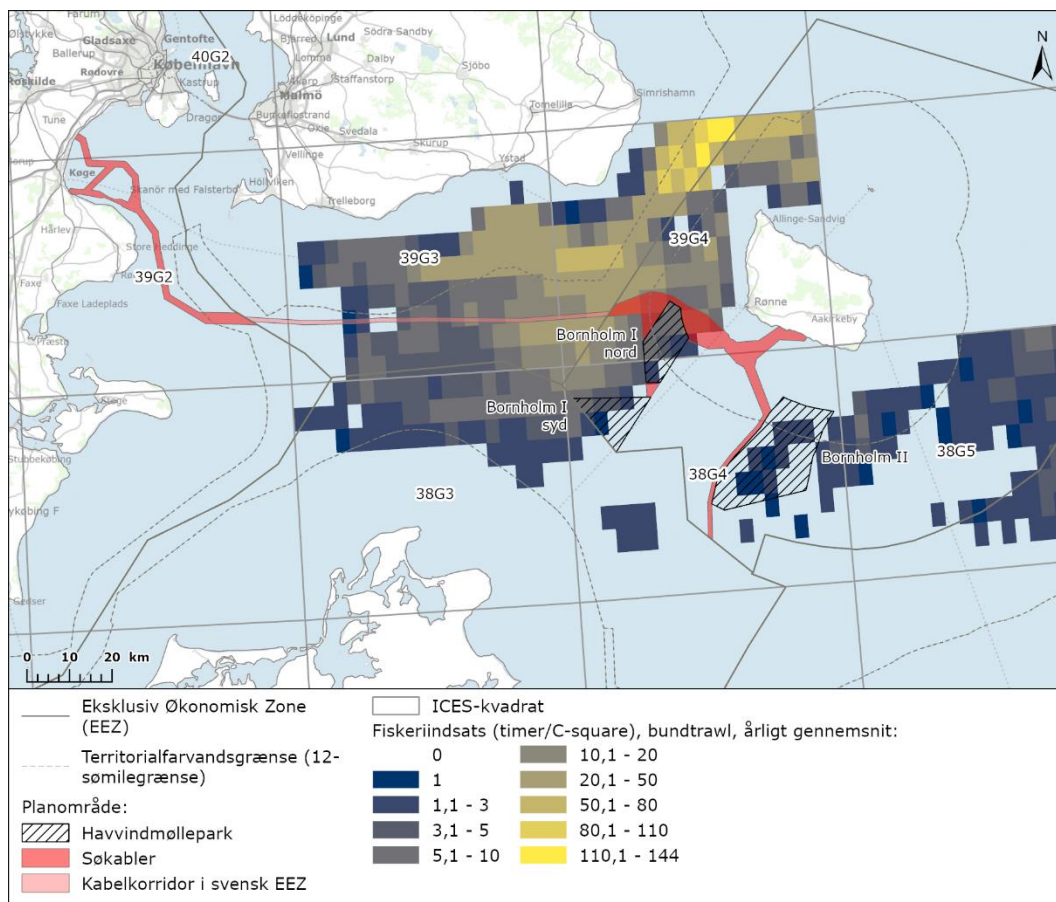 Farum
Ølstykke
Gladsaxe
Gentofte
40G2
Ballerup
Rødovre
København
Roskilde
Kastrup
Dragør
Tune
Køge
Skanör med Falsterbo
Hårlev
Store Heddinge
39G2
Faxe
Faxe Ladeplads
Præstø
Stege
Stubbekøbing
Nykøbing F
Gedser
Löddeköpinge
Bjärred
Lund
Södra Sandby
Lomma
Dalby
Sjöbo
Åkarp
Staffanstorp
Malmö
Bunkeflostrand
Oxie
Svedala
Tomelilla
Simrishamn
Vellinge
Skurup
Ystad
Höllviken
Trelleborg
39G3
39G4
Allinge-Sandvig
Rønne
Aakirkeby
Bornholm I
nord
Bornholm I
syd
Bornholm II
38G3
38G4
38G5
N
0 10 20 km
Eksklusiv Økonomisk Zone
(EEZ)
Territorialfarvandsgrænse (12-
sømilegrænse)
Planområde:
Havvindmøllepark
Søkabler
Kabelkorridor i svensk EEZ
ICES-kvadrat
Fiskeriindsats (timer/C-square), bundtrawl, årligt gennemsnit:
0
1
1,1 - 3
3,1 - 5
5,1 - 10
10,1 - 20
20,1 - 50
50,1 - 80
80,1 - 110
110,1 - 144